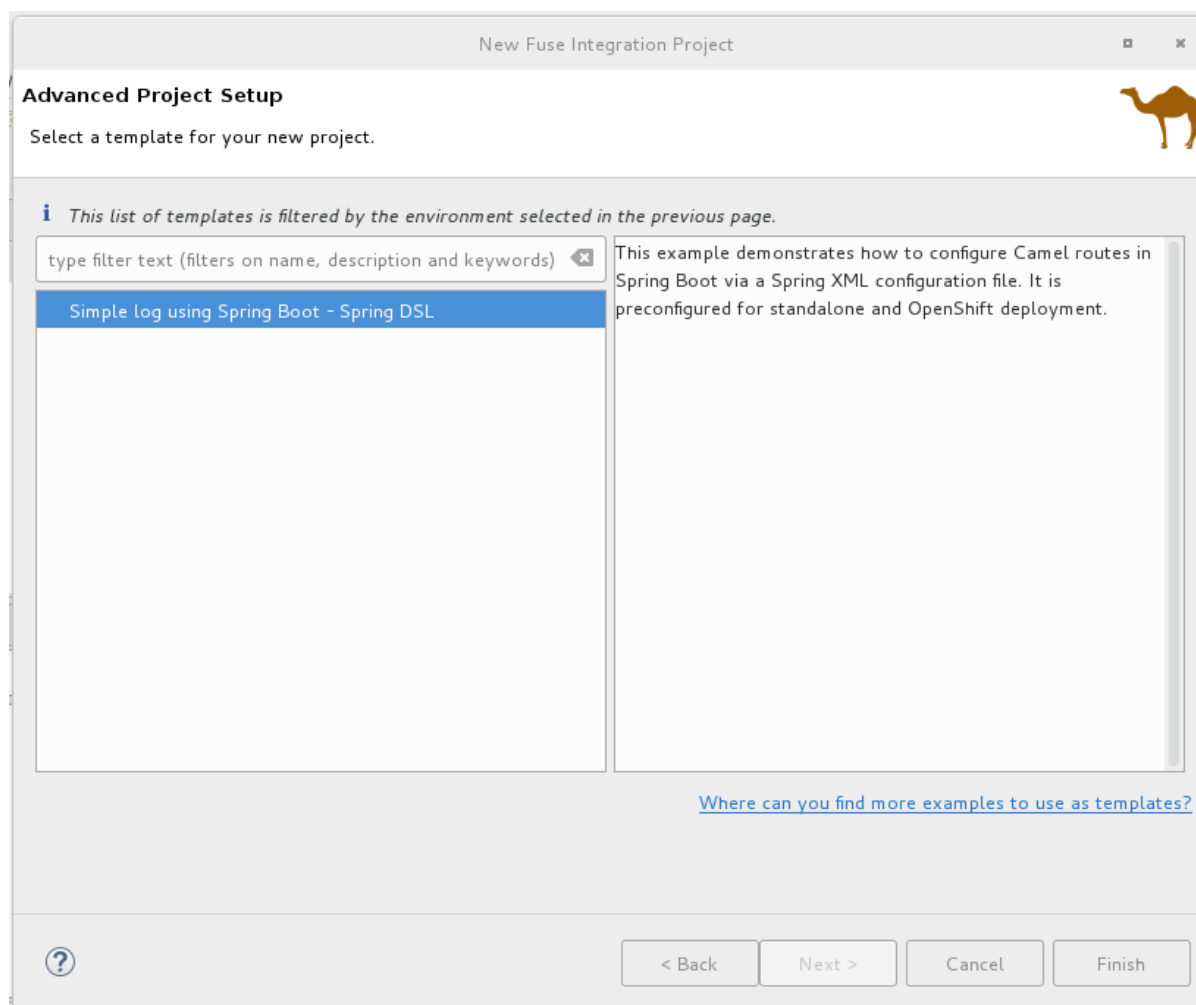 New Fuse Integration Project
Advanced Project Setup
Select a template for your new project.
i This list of templates is filtered by the environment selected in the previous page.
type filter text (filters on name, description and keywords)
Simple log using Spring Boot - Spring DSL
This example demonstrates how to configure Camel routes in
Spring Boot via a Spring XML configuration file. It is
preconfigured for standalone and OpenShift deployment.
Where can you find more examples to use as templates?
? < Back Next > Cancel Finish